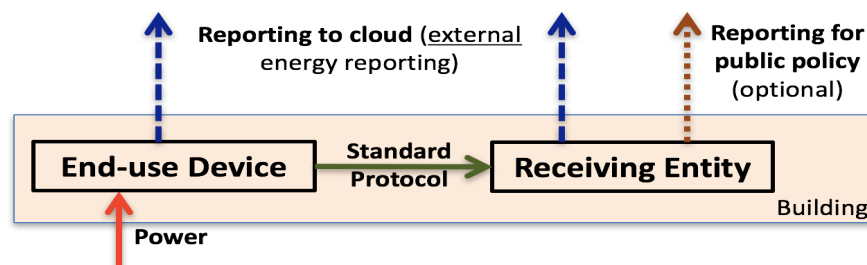 Reporting to cloud (external
energy reporting)
Reporting for
public policy
(optional)
End-use Device
Standard
Protocol
Receiving Entity
Building
Power